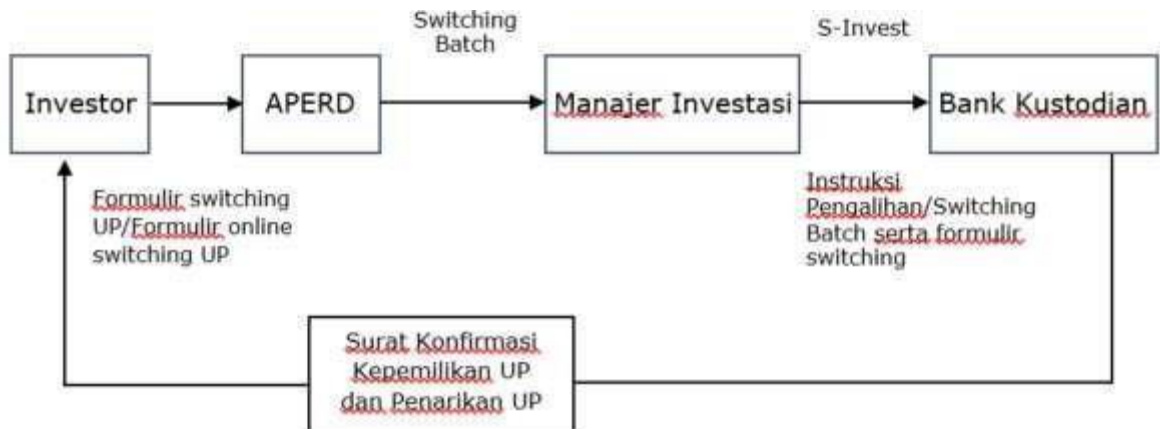 Switching
Batch
S-Invest
Investor
APERD
Manajer Investasi
Bank Kustodian
Formulir switching
UP/Formulir online
switching UP
Instruksi
Pengalihan/Switching
Batch serta formulir
switching
Surat Konfirmasi
Kepemilikan UP
dan Penarikan UP